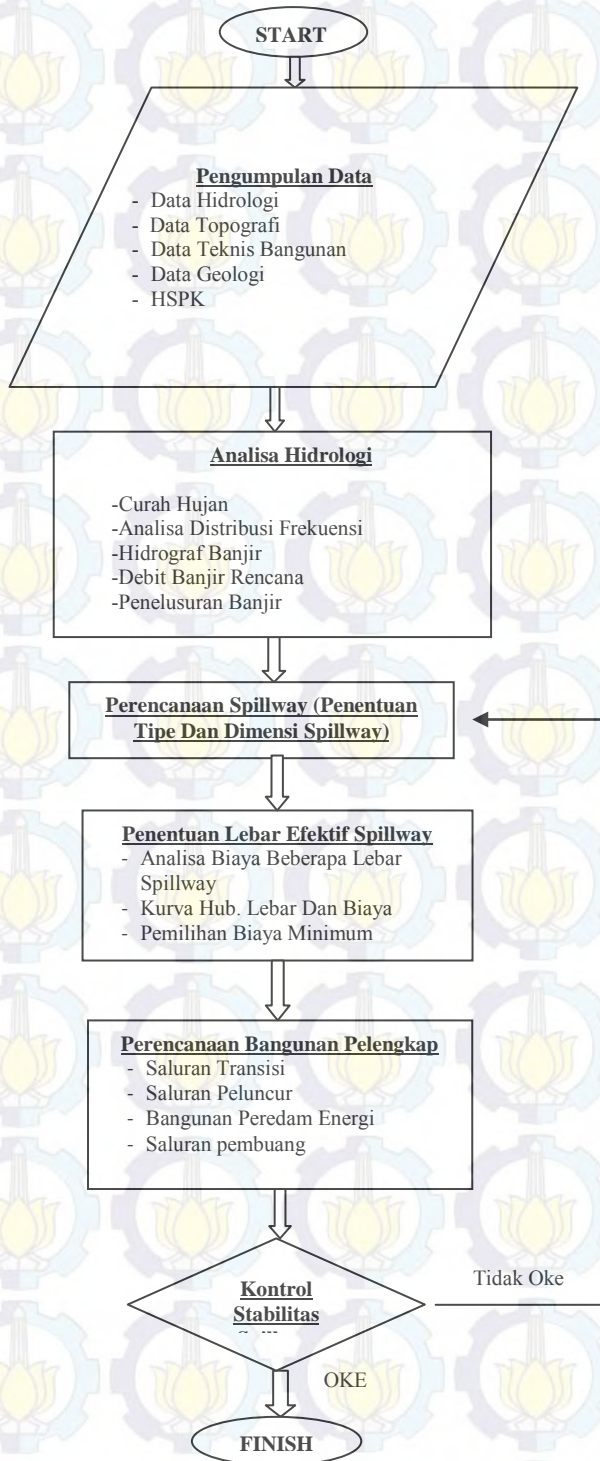 START
Pengumpulan Data
- Data Hidrologi
- Data Topografi
- Data Teknis Bangunan
- Data Geologi
- HSPK
Analisa Hidrologi
-Curah Hujan
-Analisa Distribusi Frekuensi
-Hidrograf Banjir
-Debit Banjir Rencana
-Penelusuran Banjir
Perencanaan Spillway (Penentuan
Tipe Dan Dimensi Spillway)
Penentuan Lebar Efektif Spillway
- Analisa Biaya Beberapa Lebar
Spillway
- Kurva Hub. Lebar Dan Biaya
- Pemilihan Biaya Minimum
Perencanaan Bangunan Pelengkap
- Saluran Transisi
- Saluran Peluncur
- Bangunan Peredam Energi
- Saluran pembuang
Kontrol
Stabilitas
Tidak Oke
OKE
FINISH